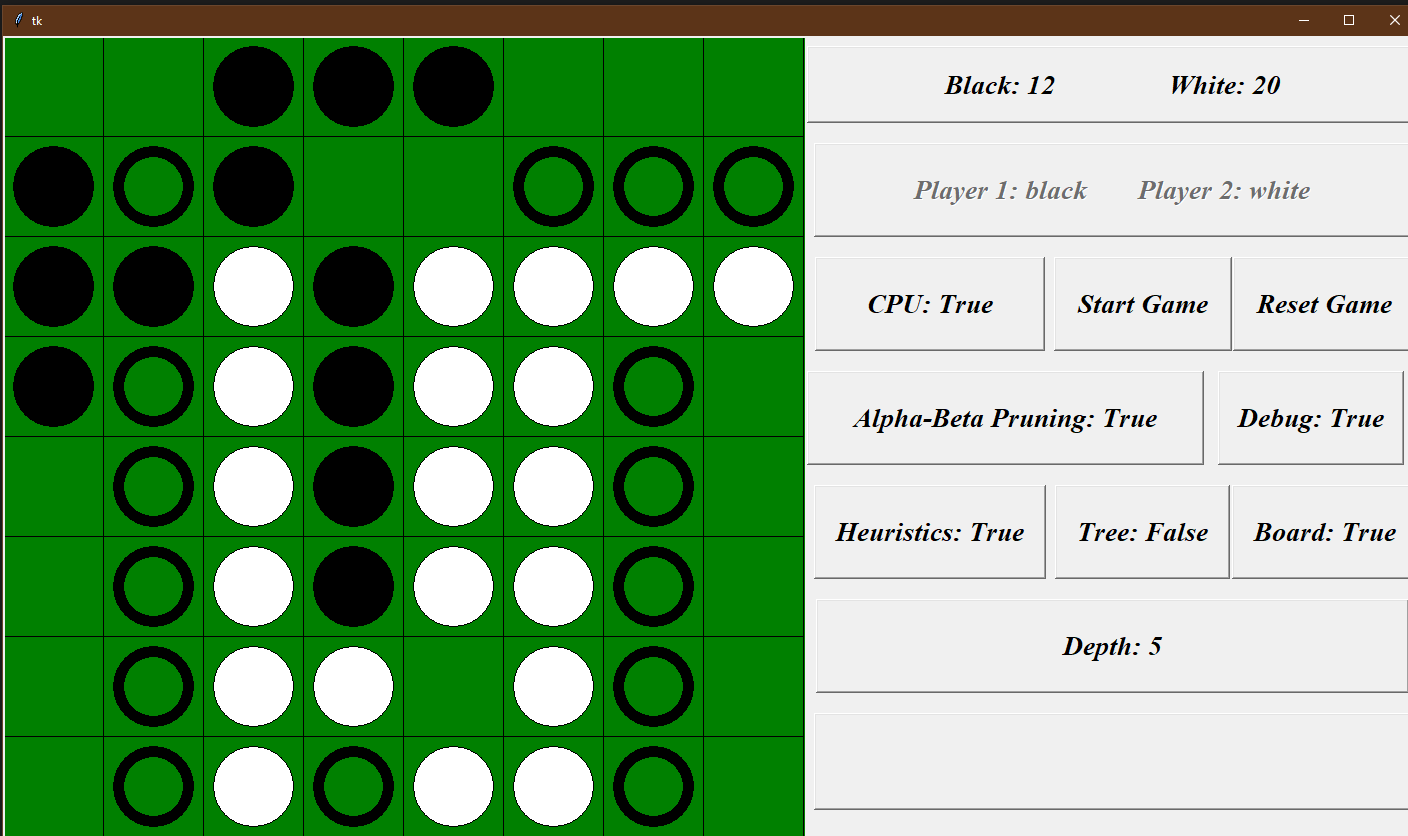 tk
Black: 12 White: 20
Player 1: black Player 2: white
CPU: True Start Game Reset Game
Alpha-Beta Pruning: True Debug: True
Heuristics: True Tree: False Board: True
Depth: 5